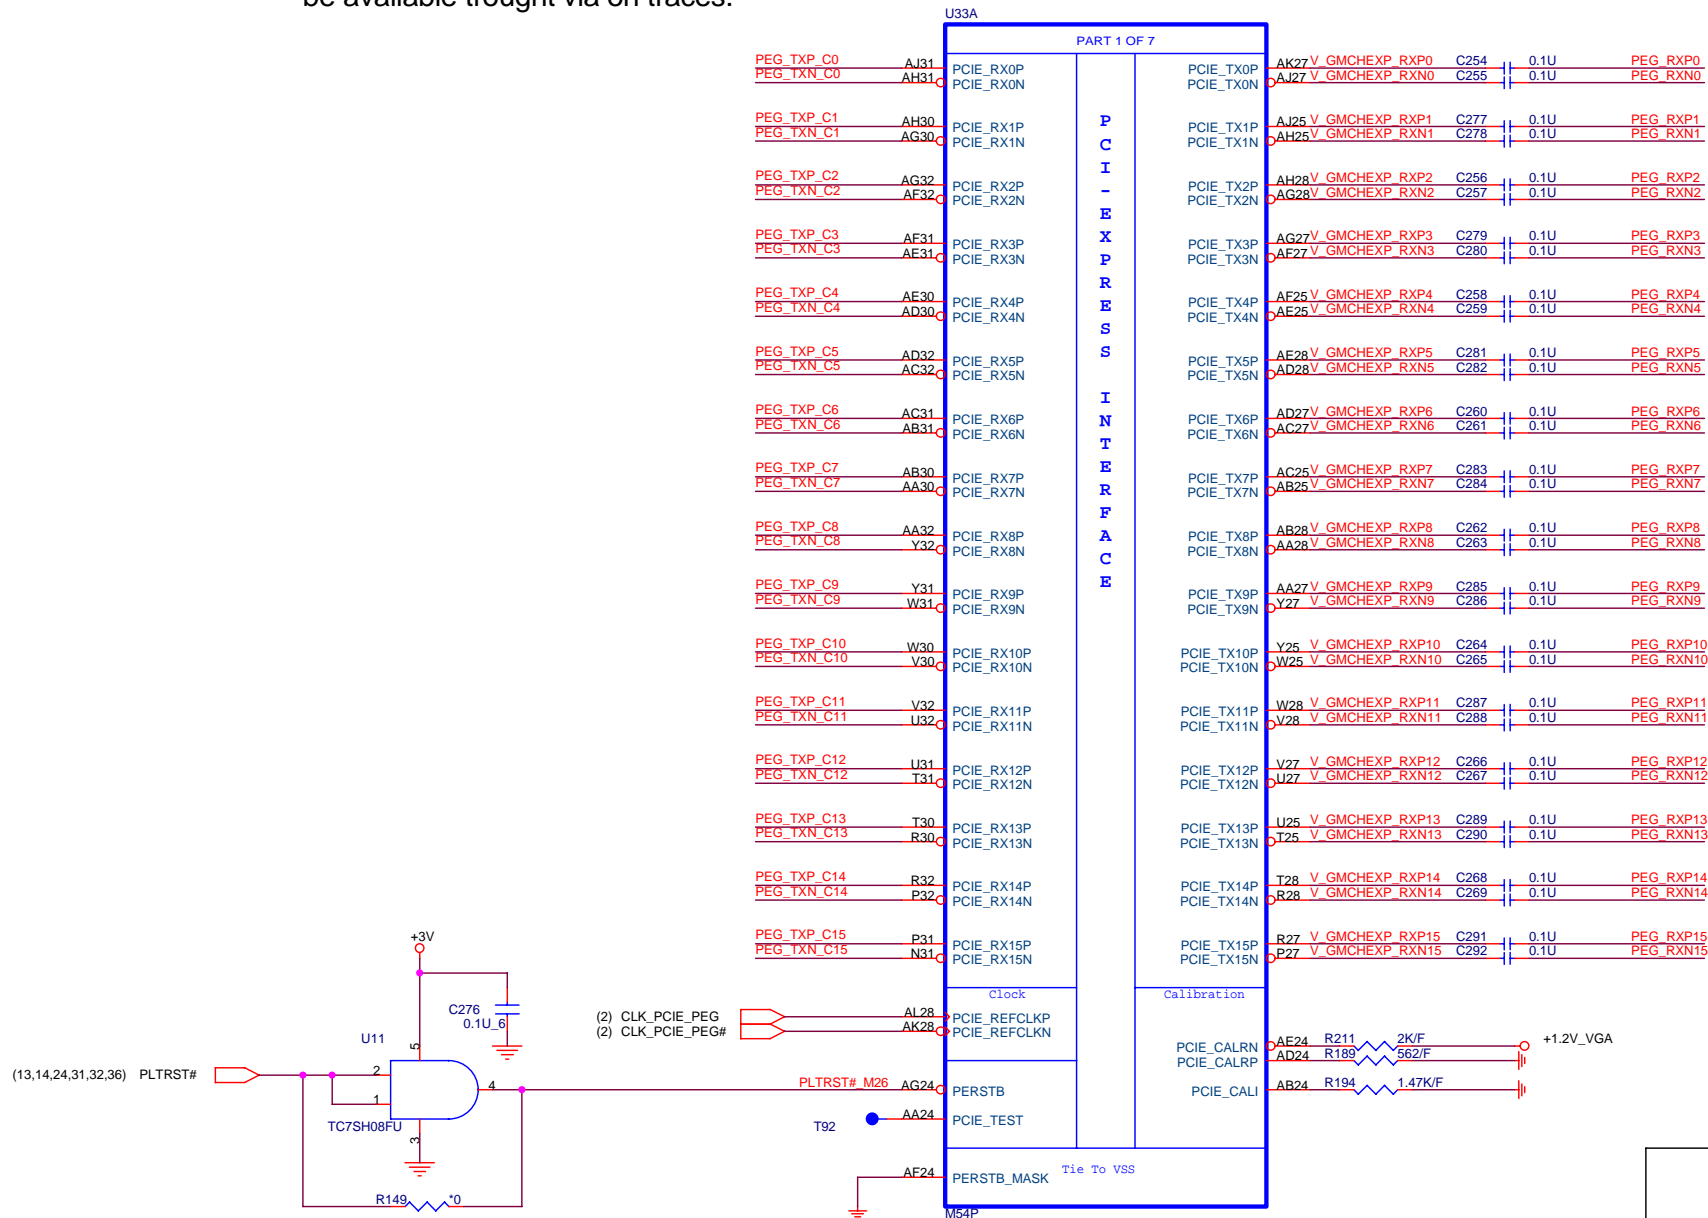 be available trought via on traces.
U33A
PART 1 OF 7
PEG_TXP_C0 AJ31 PCIE_RX0P PCIE_TX0P AK27 V_GMCHEXP_RXP0 C254 0.1U PEG_RXP0
PEG_TXN_C0 AH31 PCIE_RX0N PCIE_TX0N AJ27 V_GMCHEXP_RXN0 C255 0.1U PEG_RXN0
PEG_TXP_C1 AH30 PCIE_RX1P PCIE_TX1P AJ25 V_GMCHEXP_RXP1 C277 0.1U PEG_RXP1
PEG_TXN_C1 AG30 PCIE_RX1N PCIE_TX1N AH25 V_GMCHEXP_RXN1 C278 0.1U PEG_RXN1
PEG_TXP_C2 AG32 PCIE_RX2P PCIE_TX2P AH28 V_GMCHEXP_RXP2 C256 0.1U PEG_RXP2
PEG_TXN_C2 AF32 PCIE_RX2N PCIE_TX2N AG28 V_GMCHEXP_RXN2 C257 0.1U PEG_RXN2
PEG_TXP_C3 AF31 PCIE_RX3P PCIE_TX3P AG27 V_GMCHEXP_RXP3 C279 0.1U PEG_RXP3
PEG_TXN_C3 AE31 PCIE_RX3N PCIE_TX3N AF27 V_GMCHEXP_RXN3 C280 0.1U PEG_RXN3
PEG_TXP_C4 AE30 PCIE_RX4P PCIE_TX4P AF25 V_GMCHEXP_RXP4 C258 0.1U PEG_RXP4
PEG_TXN_C4 AD30 PCIE_RX4N PCIE_TX4N AE25 V_GMCHEXP_RXN4 C259 0.1U PEG_RXN4
PEG_TXP_C5 AD32 PCIE_RX5P PCIE_TX5P AE28 V_GMCHEXP_RXP5 C281 0.1U PEG_RXP5
PEG_TXN_C5 AC32 PCIE_RX5N PCIE_TX5N AD28 V_GMCHEXP_RXN5 C282 0.1U PEG_RXN5
PEG_TXP_C6 AC31 PCIE_RX6P PCIE_TX6P AD27 V_GMCHEXP_RXP6 C260 0.1U PEG_RXP6
PEG_TXN_C6 AB31 PCIE_RX6N PCIE_TX6N AC27 V_GMCHEXP_RXN6 C261 0.1U PEG_RXN6
PEG_TXP_C7 AB30 PCIE_RX7P PCIE_TX7P AC25 V_GMCHEXP_RXP7 C283 0.1U PEG_RXP7
PEG_TXN_C7 AA30 PCIE_RX7N PCIE_TX7N AB25 V_GMCHEXP_RXN7 C284 0.1U PEG_RXN7
PEG_TXP_C8 AA32 PCIE_RX8P PCIE_TX8P AB28 V_GMCHEXP_RXP8 C262 0.1U PEG_RXP8
PEG_TXN_C8 Y32 PCIE_RX8N PCIE_TX8N AA28 V_GMCHEXP_RXN8 C263 0.1U PEG_RXN8
PEG_TXP_C9 Y31 PCIE_RX9P PCIE_TX9P AA27 V_GMCHEXP_RXP9 C285 0.1U PEG_RXP9
PEG_TXN_C9 W31 PCIE_RX9N PCIE_TX9N Y27 V_GMCHEXP_RXN9 C286 0.1U PEG_RXN9
PEG_TXP_C10 W30 PCIE_RX10P PCIE_TX10P Y25 V_GMCHEXP_RXP10 C264 0.1U PEG_RXP10
PEG_TXN_C10 V30 PCIE_RX10N PCIE_TX10N W25 V_GMCHEXP_RXN10 C265 0.1U PEG_RXN10
PEG_TXP_C11 V32 PCIE_RX11P PCIE_TX11P W28 V_GMCHEXP_RXP11 C287 0.1U PEG_RXP11
PEG_TXN_C11 U32 PCIE_RX11N PCIE_TX11N V28 V_GMCHEXP_RXN11 C288 0.1U PEG_RXN11
PEG_TXP_C12 U31 PCIE_RX12P PCIE_TX12P V27 V_GMCHEXP_RXP12 C266 0.1U PEG_RXP12
PEG_TXN_C12 T31 PCIE_RX12N PCIE_TX12N U27 V_GMCHEXP_RXN12 C267 0.1U PEG_RXN12
PEG_TXP_C13 T30 PCIE_RX13P PCIE_TX13P U25 V_GMCHEXP_RXP13 C289 0.1U PEG_RXP13
PEG_TXN_C13 R30 PCIE_RX13N PCIE_TX13N T25 V_GMCHEXP_RXN13 C290 0.1U PEG_RXN13
PEG_TXP_C14 R32 PCIE_RX14P PCIE_TX14P T28 V_GMCHEXP_RXP14 C268 0.1U PEG_RXP14
PEG_TXN_C14 P32 PCIE_RX14N PCIE_TX14N R28 V_GMCHEXP_RXN14 C269 0.1U PEG_RXN14
PEG_TXP_C15 P31 PCIE_RX15P PCIE_TX15P R27 V_GMCHEXP_RXP15 C291 0.1U PEG_RXP15
PEG_TXN_C15 N31 PCIE_RX15N PCIE_TX15N P27 V_GMCHEXP_RXN15 C292 0.1U PEG_RXN15
PCI-EXPRESS INTERFACE
Clock Calibration
(2) CLK_PCIE_PEG AL28 PCIE_REFCLKP
(2) CLK_PCIE_PEG# AK28 PCIE_REFCLKN
PCIE_CALRN AE24 R211 2K/F +1.2V_VGA
PCIE_CALRP AD24 R189 562/F
PCIE_CALI AB24 R194 1.47K/F
+3V
C276
0.1U_6
U11
5
(13,14,24,31,32,36) PLTRST# 2 4 PLTRST#_M26 AG24 PERSTB
1
TC7SH08FU
3
T92 AA24 PCIE_TEST
Tie To VSS
AF24 PERSTB_MASK
R149 *0
M54P